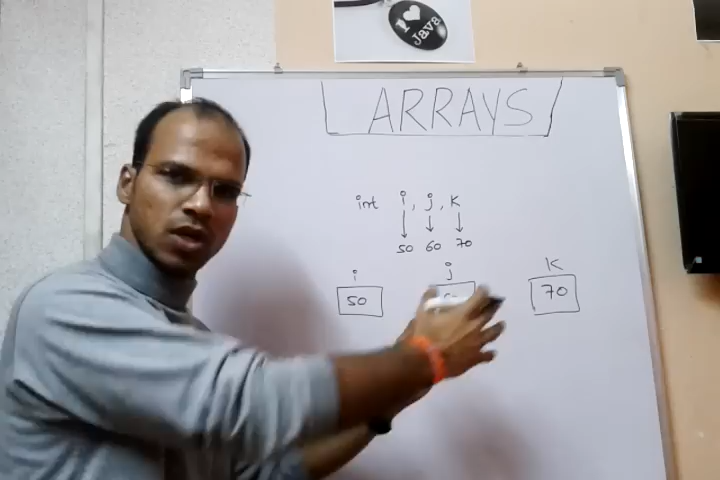 I ♥ Java
ARRAYS
int i, j, K
50 60 70
i j K
50 70